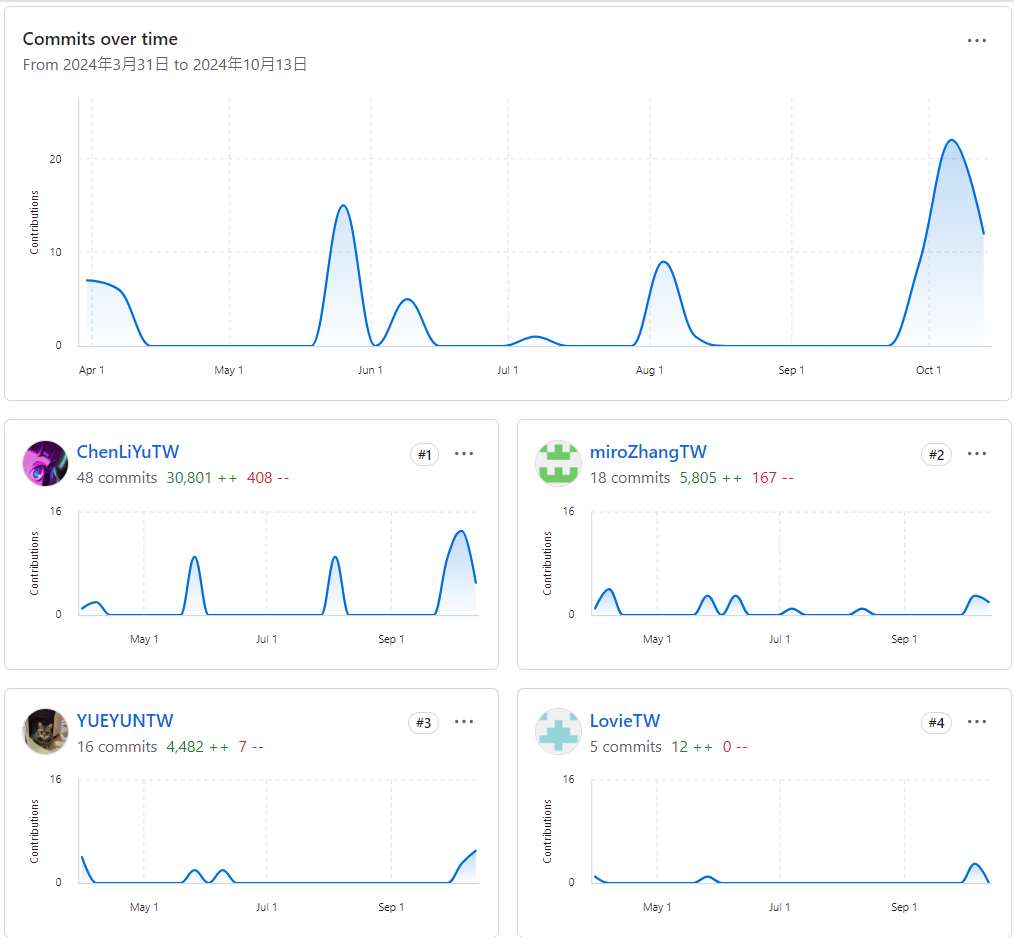 Commits over time
From 2024年3月31日 to 2024年10月13日
Contributions
20
10
0
Apr 1 May 1 Jun 1 Jul 1 Aug 1 Sep 1 Oct 1
ChenLiYuTW #1
48 commits 30,801 ++ 408 --
Contributions
16
0
May 1 Jul 1 Sep 1
miroZhangTW #2
18 commits 5,805 ++ 167 --
Contributions
16
0
May 1 Jul 1 Sep 1
YUEYUNTW #3
16 commits 4,482 ++ 7 --
Contributions
16
0
May 1 Jul 1 Sep 1
LovieTW #4
5 commits 12 ++ 0 --
Contributions
16
0
May 1 Jul 1 Sep 1